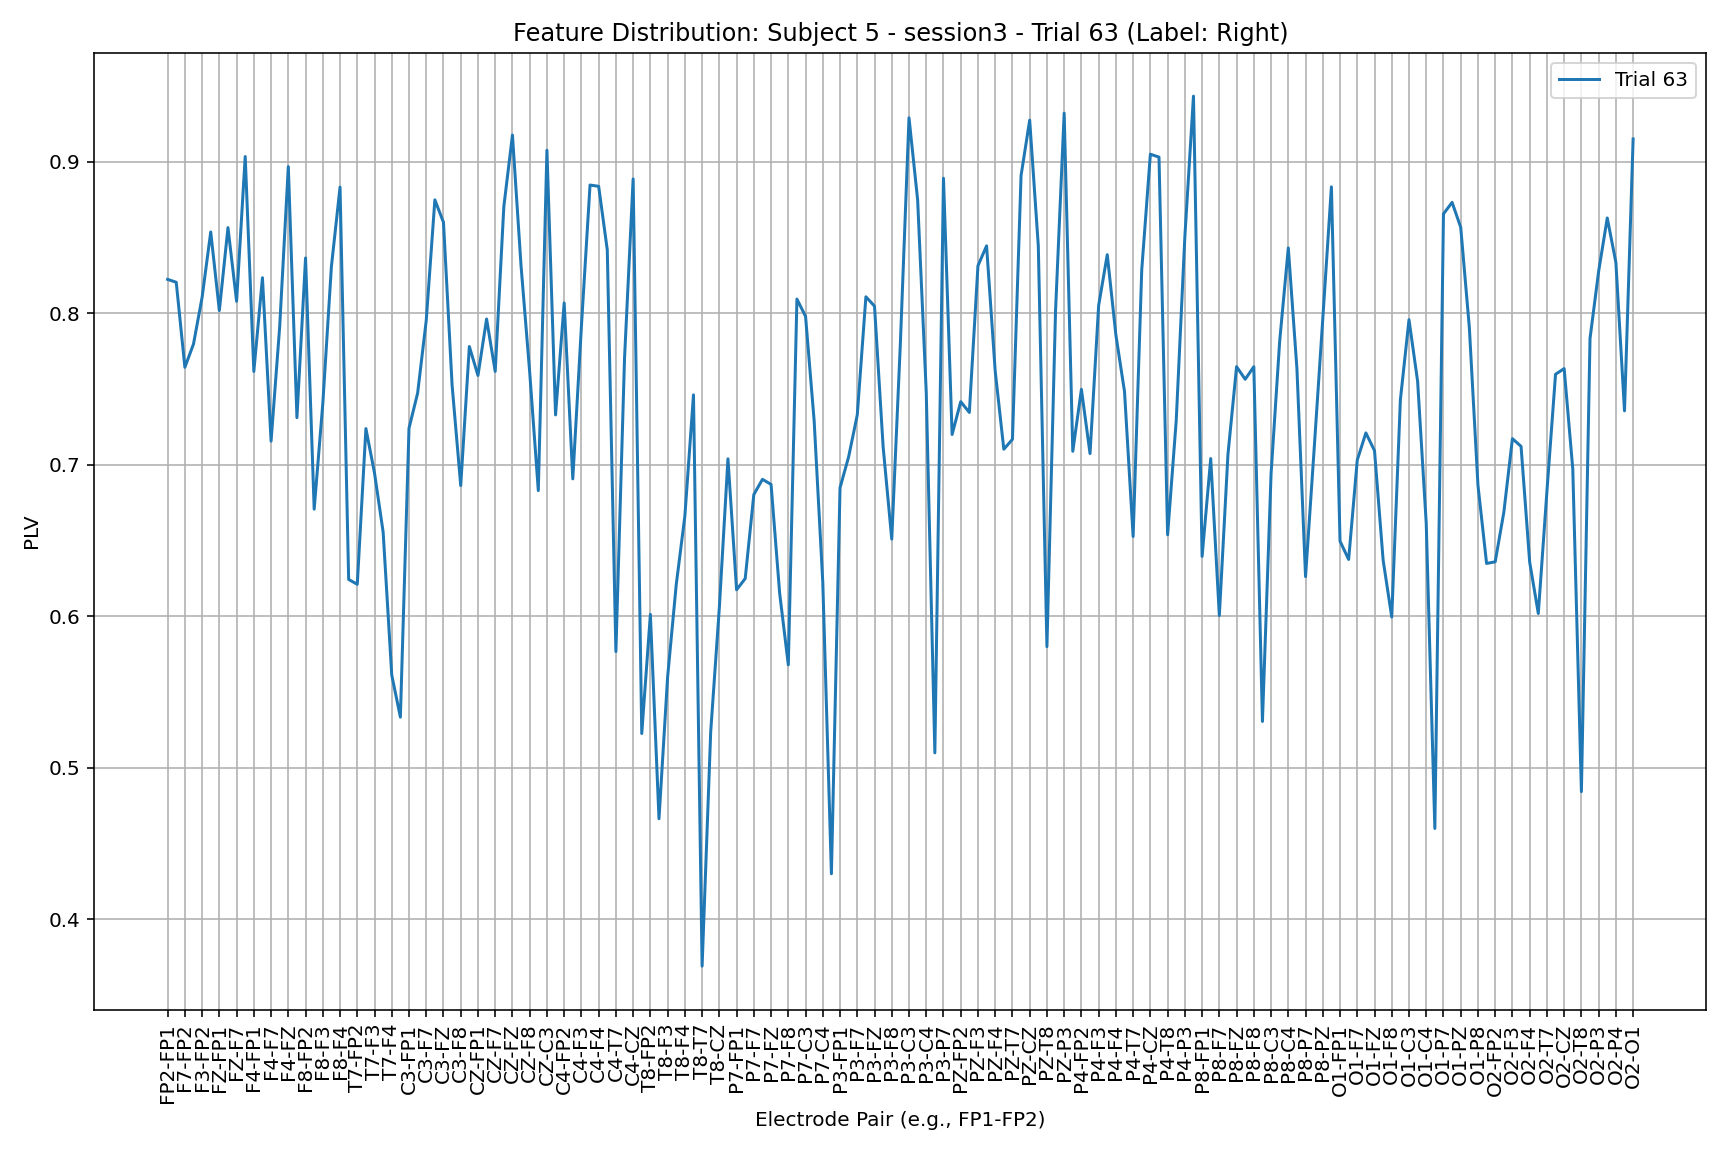 Feature Distribution: Subject 5 - session3 - Trial 63 (Label: Right)
Trial 63
PLV
0.9
0.8
0.7
0.6
0.5
0.4
FP2-FP1
F7-FP2
F3-FP2
FZ-FP1
FZ-F7
F4-FP1
F4-F7
F4-FZ
F8-FP2
F8-F3
F8-F4
T7-FP2
T7-F3
T7-F4
C3-FP1
C3-F7
C3-FZ
C3-F8
CZ-FP1
CZ-F7
CZ-FZ
CZ-F8
CZ-C3
C4-FP2
C4-F3
C4-F4
C4-T7
C4-CZ
T8-FP2
T8-F3
T8-F4
T8-T7
T8-CZ
P7-FP1
P7-F7
P7-FZ
P7-F8
P7-C3
P7-C4
P3-FP1
P3-F7
P3-FZ
P3-F8
P3-C3
P3-C4
P3-P7
PZ-FP2
PZ-F3
PZ-F4
PZ-T7
PZ-CZ
PZ-T8
PZ-P3
P4-FP2
P4-F3
P4-F4
P4-T7
P4-CZ
P4-T8
P4-P3
P8-FP1
P8-F7
P8-FZ
P8-F8
P8-C3
P8-C4
P8-P7
P8-PZ
O1-FP1
O1-F7
O1-FZ
O1-F8
O1-C3
O1-C4
O1-P7
O1-PZ
O1-P8
O2-FP2
O2-F3
O2-F4
O2-T7
O2-CZ
O2-T8
O2-P3
O2-P4
O2-O1
Electrode Pair (e.g., FP1-FP2)